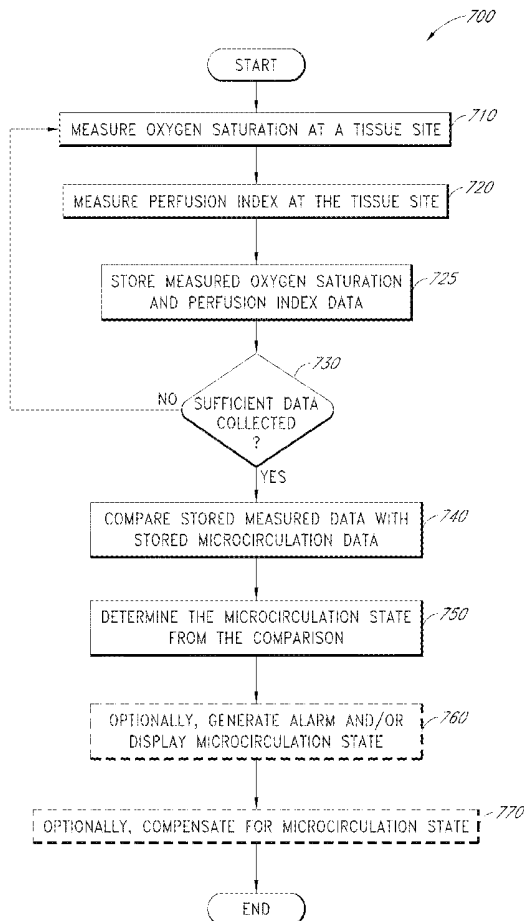 700
START
MEASURE OXYGEN SATURATION AT A TISSUE SITE
710
MEASURE PERFUSION INDEX AT THE TISSUE SITE
720
STORE MEASURED OXYGEN SATURATION
AND PERFUSION INDEX DATA
725
730
NO
SUFFICIENT DATA
COLLECTED
?
YES
COMPARE STORED MEASURED DATA WITH
STORED MICROCIRCULATION DATA
740
DETERMINE THE MICROCIRCULATION STATE
FROM THE COMPARISON
750
OPTIONALLY, GENERATE ALARM AND/OR
DISPLAY MICROCIRCULATION STATE
760
OPTIONALLY, COMPENSATE FOR MICROCIRCULATION STATE
770
END